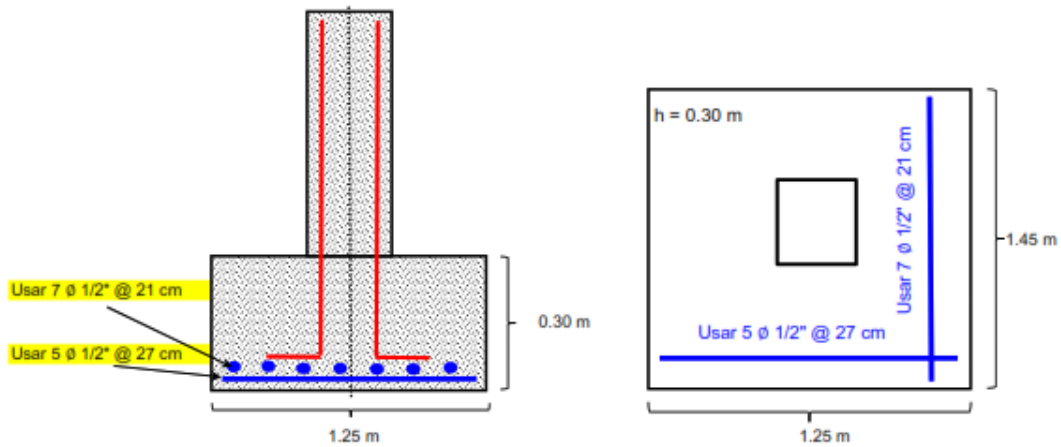 Usar 7 ø 1/2" @ 21 cm
Usar 5 ø 1/2" @ 27 cm
0.30 m
1.25 m
h = 0.30 m
Usar 7 ø 1/2" @ 21 cm
Usar 5 ø 1/2" @ 27 cm
1.45 m
1.25 m